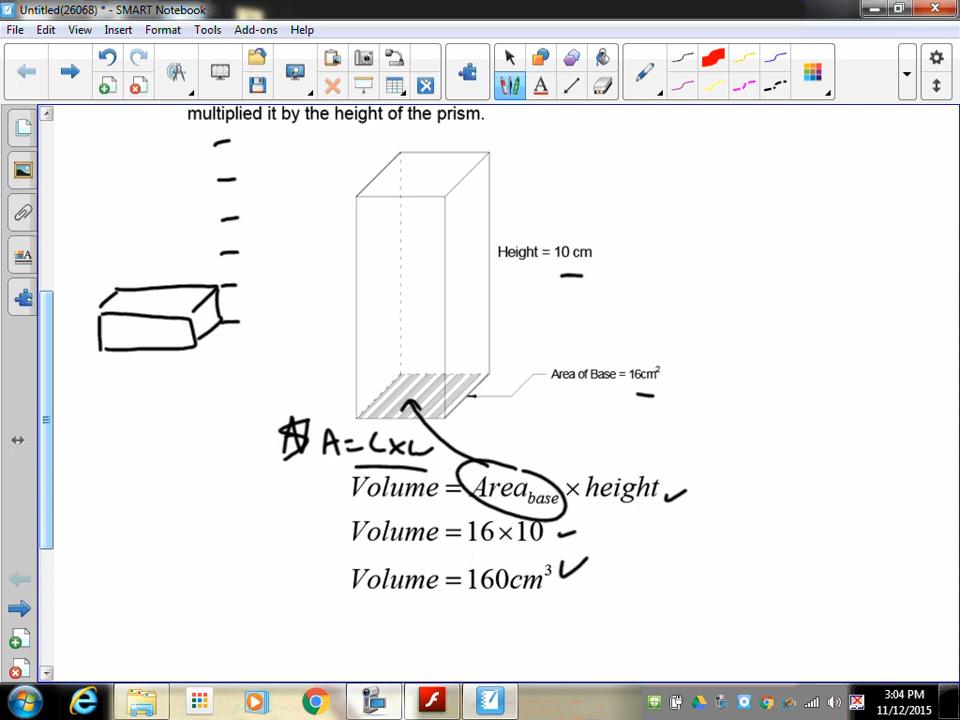 Untitled(26068) * - SMART Notebook
File Edit View Insert Format Tools Add-ons Help
multiplied it by the height of the prism.
Height = 10 cm
Area of Base = 16cm²
A = L x L
Volume = Area base × height
Volume = 16 × 10
Volume = 160cm³
3:04 PM
11/12/2015